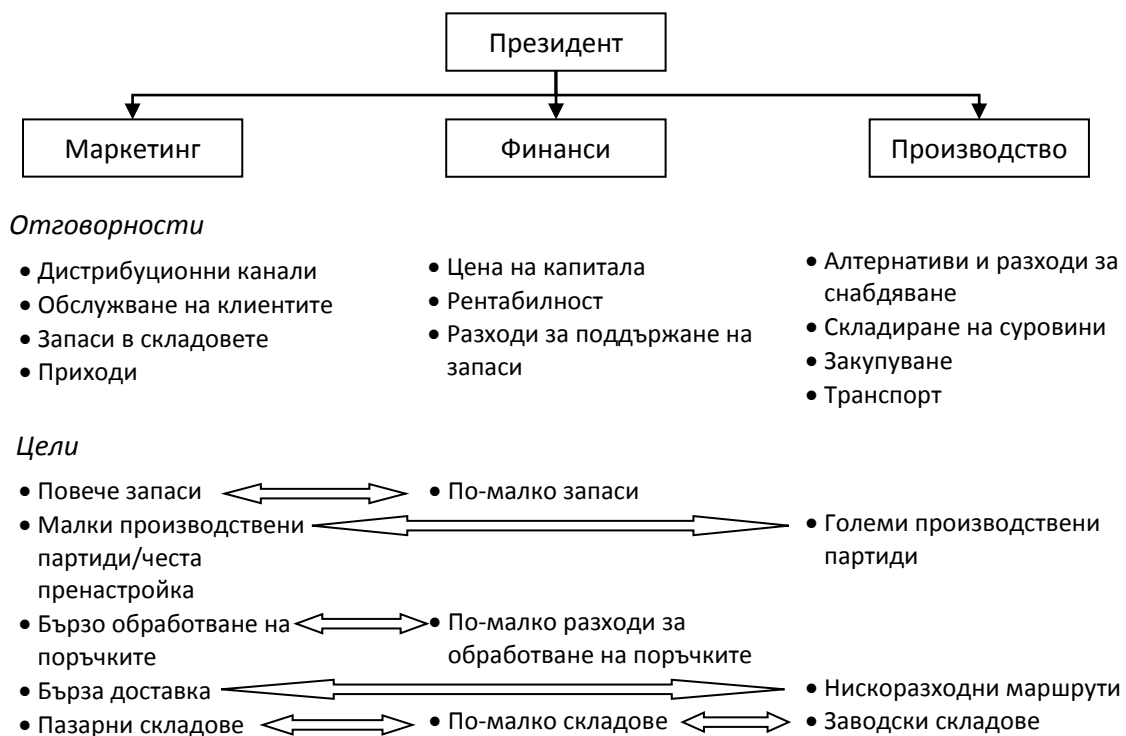 Президент
Маркетинг
Финанси
Производство
Отговорности
• Дистрибуционни канали
• Обслужване на клиентите
• Запаси в складовете
• Приходи
• Цена на капитала
• Рентабилност
• Разходи за поддържане на
запаси
• Алтернативи и разходи за
снабдяване
• Складиране на суровини
• Закупуване
• Транспорт
Цели
• Повече запаси
• По-малко запаси
• Малки производствени
партиди/честа
пренастройка
• Големи производствени
партиди
• Бързо обработване на
поръчките
• По-малко разходи за
обработване на поръчките
• Бърза доставка
• Нискоразходни маршрути
• Пазарни складове
• По-малко складове
• Заводски складове